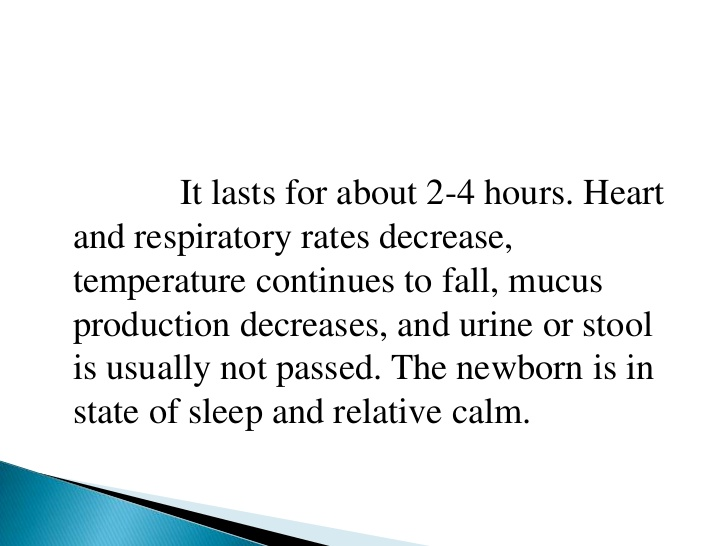 It lasts for about 2-4 hours. Heart
and respiratory rates decrease,
temperature continues to fall, mucus
production decreases, and urine or stool
is usually not passed. The newborn is in
state of sleep and relative calm.